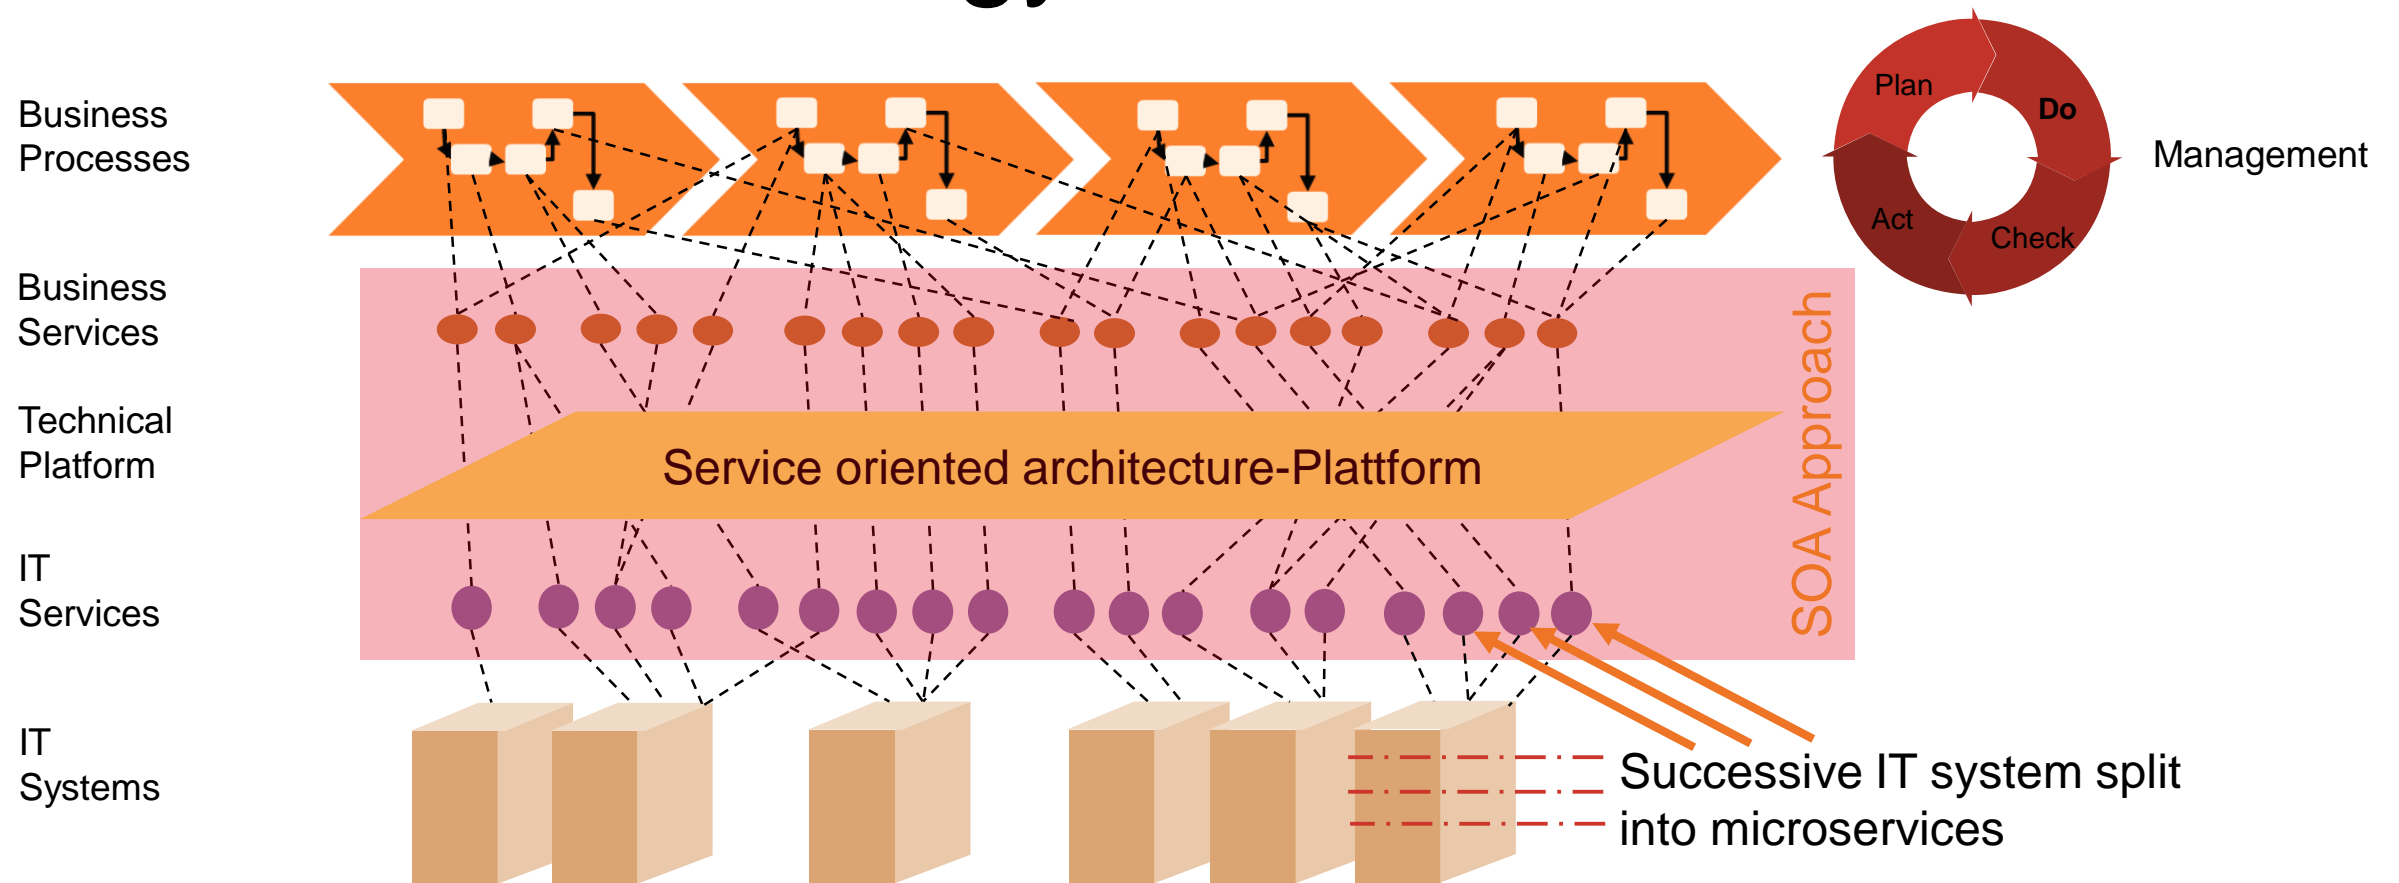 Business
Processes
Plan
Do
Act
Check
Management
Business
Services
Technical
Platform
Service oriented architecture-Plattform
SOA Approach
IT
Services
IT
Systems
Successive IT system split
into microservices